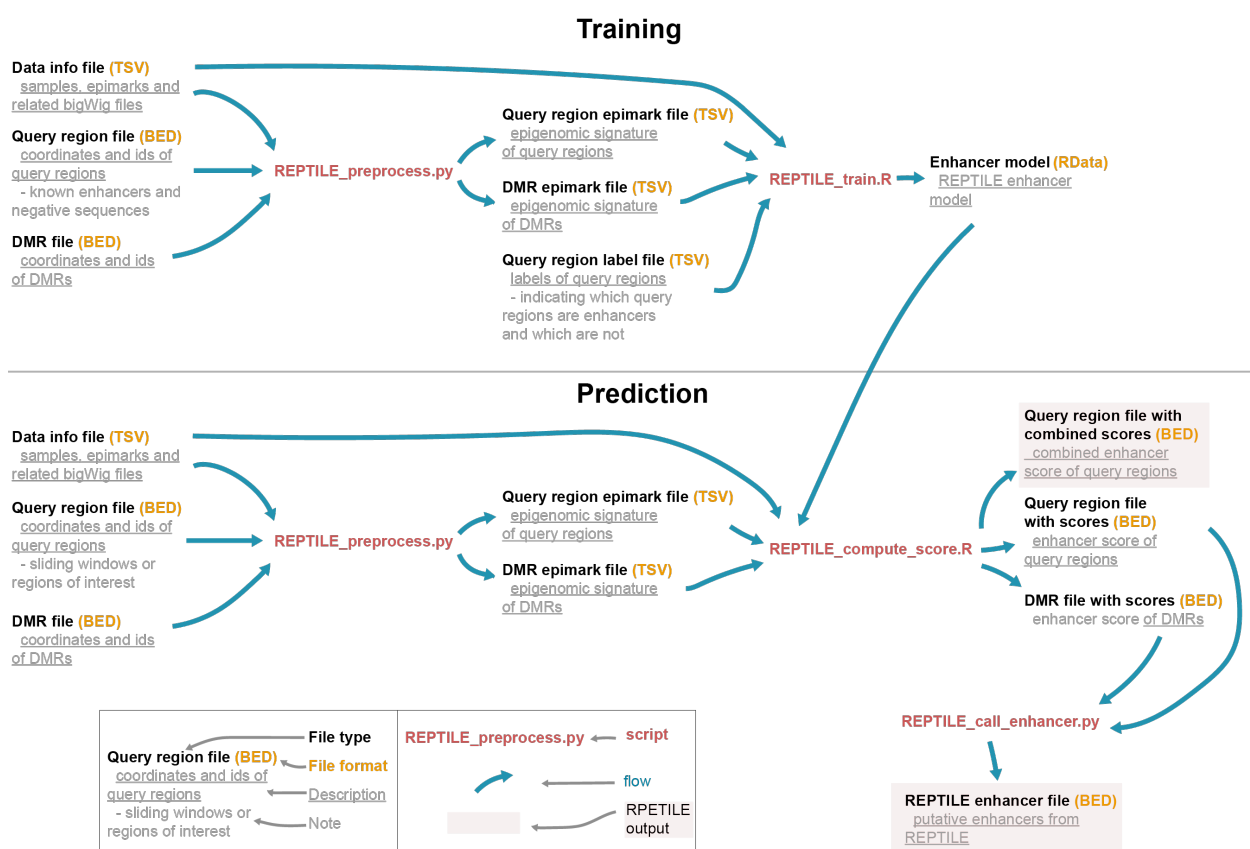 Training
Data info file (TSV)
samples, epimarks and
related bigWig files
Query region file (BED)
coordinates and ids of
query regions
- known enhancers and
negative sequences
DMR file (BED)
coordinates and ids
of DMRs
REPTILE_preprocess.py
Query region epimark file (TSV)
epigenomic signature
of query regions
DMR epimark file (TSV)
epigenomic signature
of DMRs
Query region label file (TSV)
labels of query regions
- indicating which query
regions are enhancers
and which are not
REPTILE_train.R
Enhancer model (RData)
REPTILE enhancer
model
Prediction
Data info file (TSV)
samples, epimarks and
related bigWig files
Query region file (BED)
coordinates and ids of
query regions
- sliding windows or
regions of interest
DMR file (BED)
coordinates and ids
of DMRs
REPTILE_preprocess.py
Query region epimark file (TSV)
epigenomic signature
of query regions
DMR epimark file (TSV)
epigenomic signature
of DMRs
REPTILE_compute_score.R
Query region file with
combined scores (BED)
combined enhancer
score of query regions
Query region file
with scores (BED)
enhancer score of
query regions
DMR file with scores (BED)
enhancer score of DMRs
REPTILE_call_enhancer.py
REPTILE enhancer file (BED)
putative enhancers from
REPTILE
Query region file (BED)
coordinates and ids of
query regions
- sliding windows or
regions of interest
File type
File format
Description
Note
REPTILE_preprocess.py
script
flow
RPETILE
output